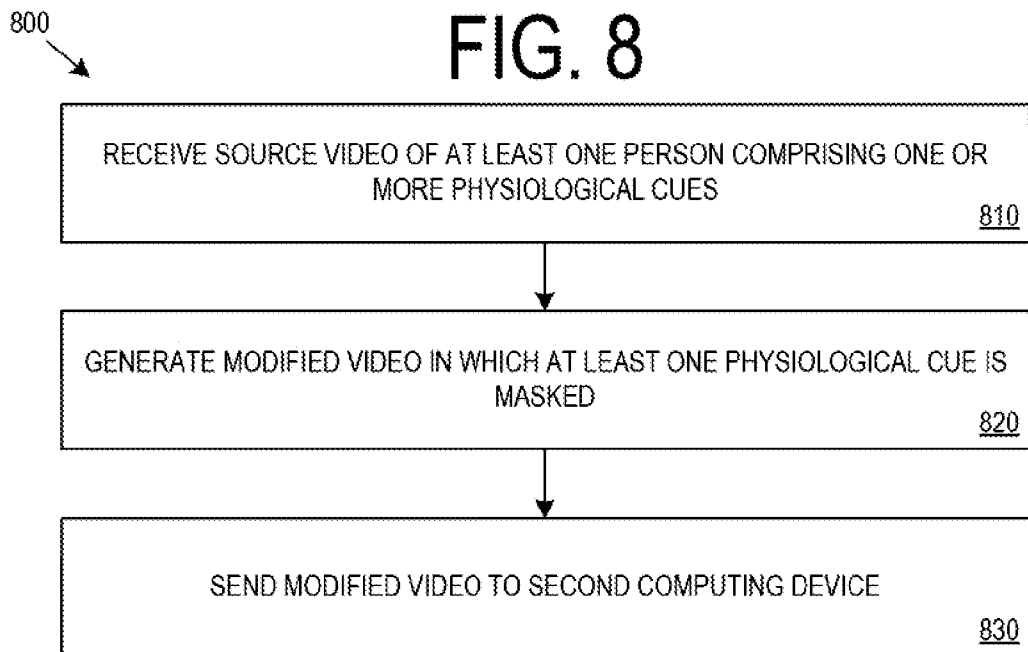 800
FIG. 8
RECEIVE SOURCE VIDEO OF AT LEAST ONE PERSON COMPRISING ONE OR
MORE PHYSIOLOGICAL CUES
810
GENERATE MODIFIED VIDEO IN WHICH AT LEAST ONE PHYSIOLOGICAL CUE IS
MASKED
820
SEND MODIFIED VIDEO TO SECOND COMPUTING DEVICE
830